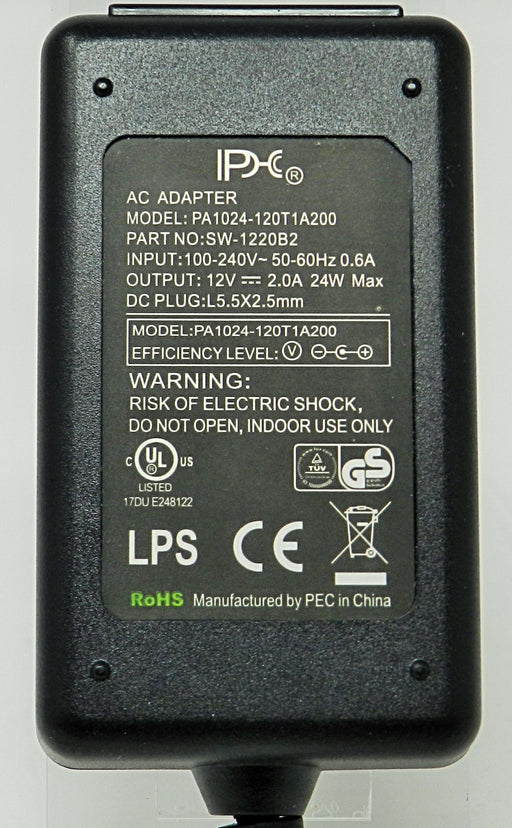 ®
AC ADAPTER
MODEL: PA1024-120T1A200
PART NO:SW-1220B2
INPUT:100-240V~ 50-60Hz 0.6A
OUTPUT: 12V ⎓ 2.0A 24W Max
DC PLUG:L5.5X2.5mm
MODEL:PA1024-120T1A200
EFFICIENCY LEVEL: V
WARNING:
RISK OF ELECTRIC SHOCK,
DO NOT OPEN, INDOOR USE ONLY
C UL ® US
LISTED
17DU E248122
TÜV GS
LPS CE
RoHS Manufactured by PEC in China